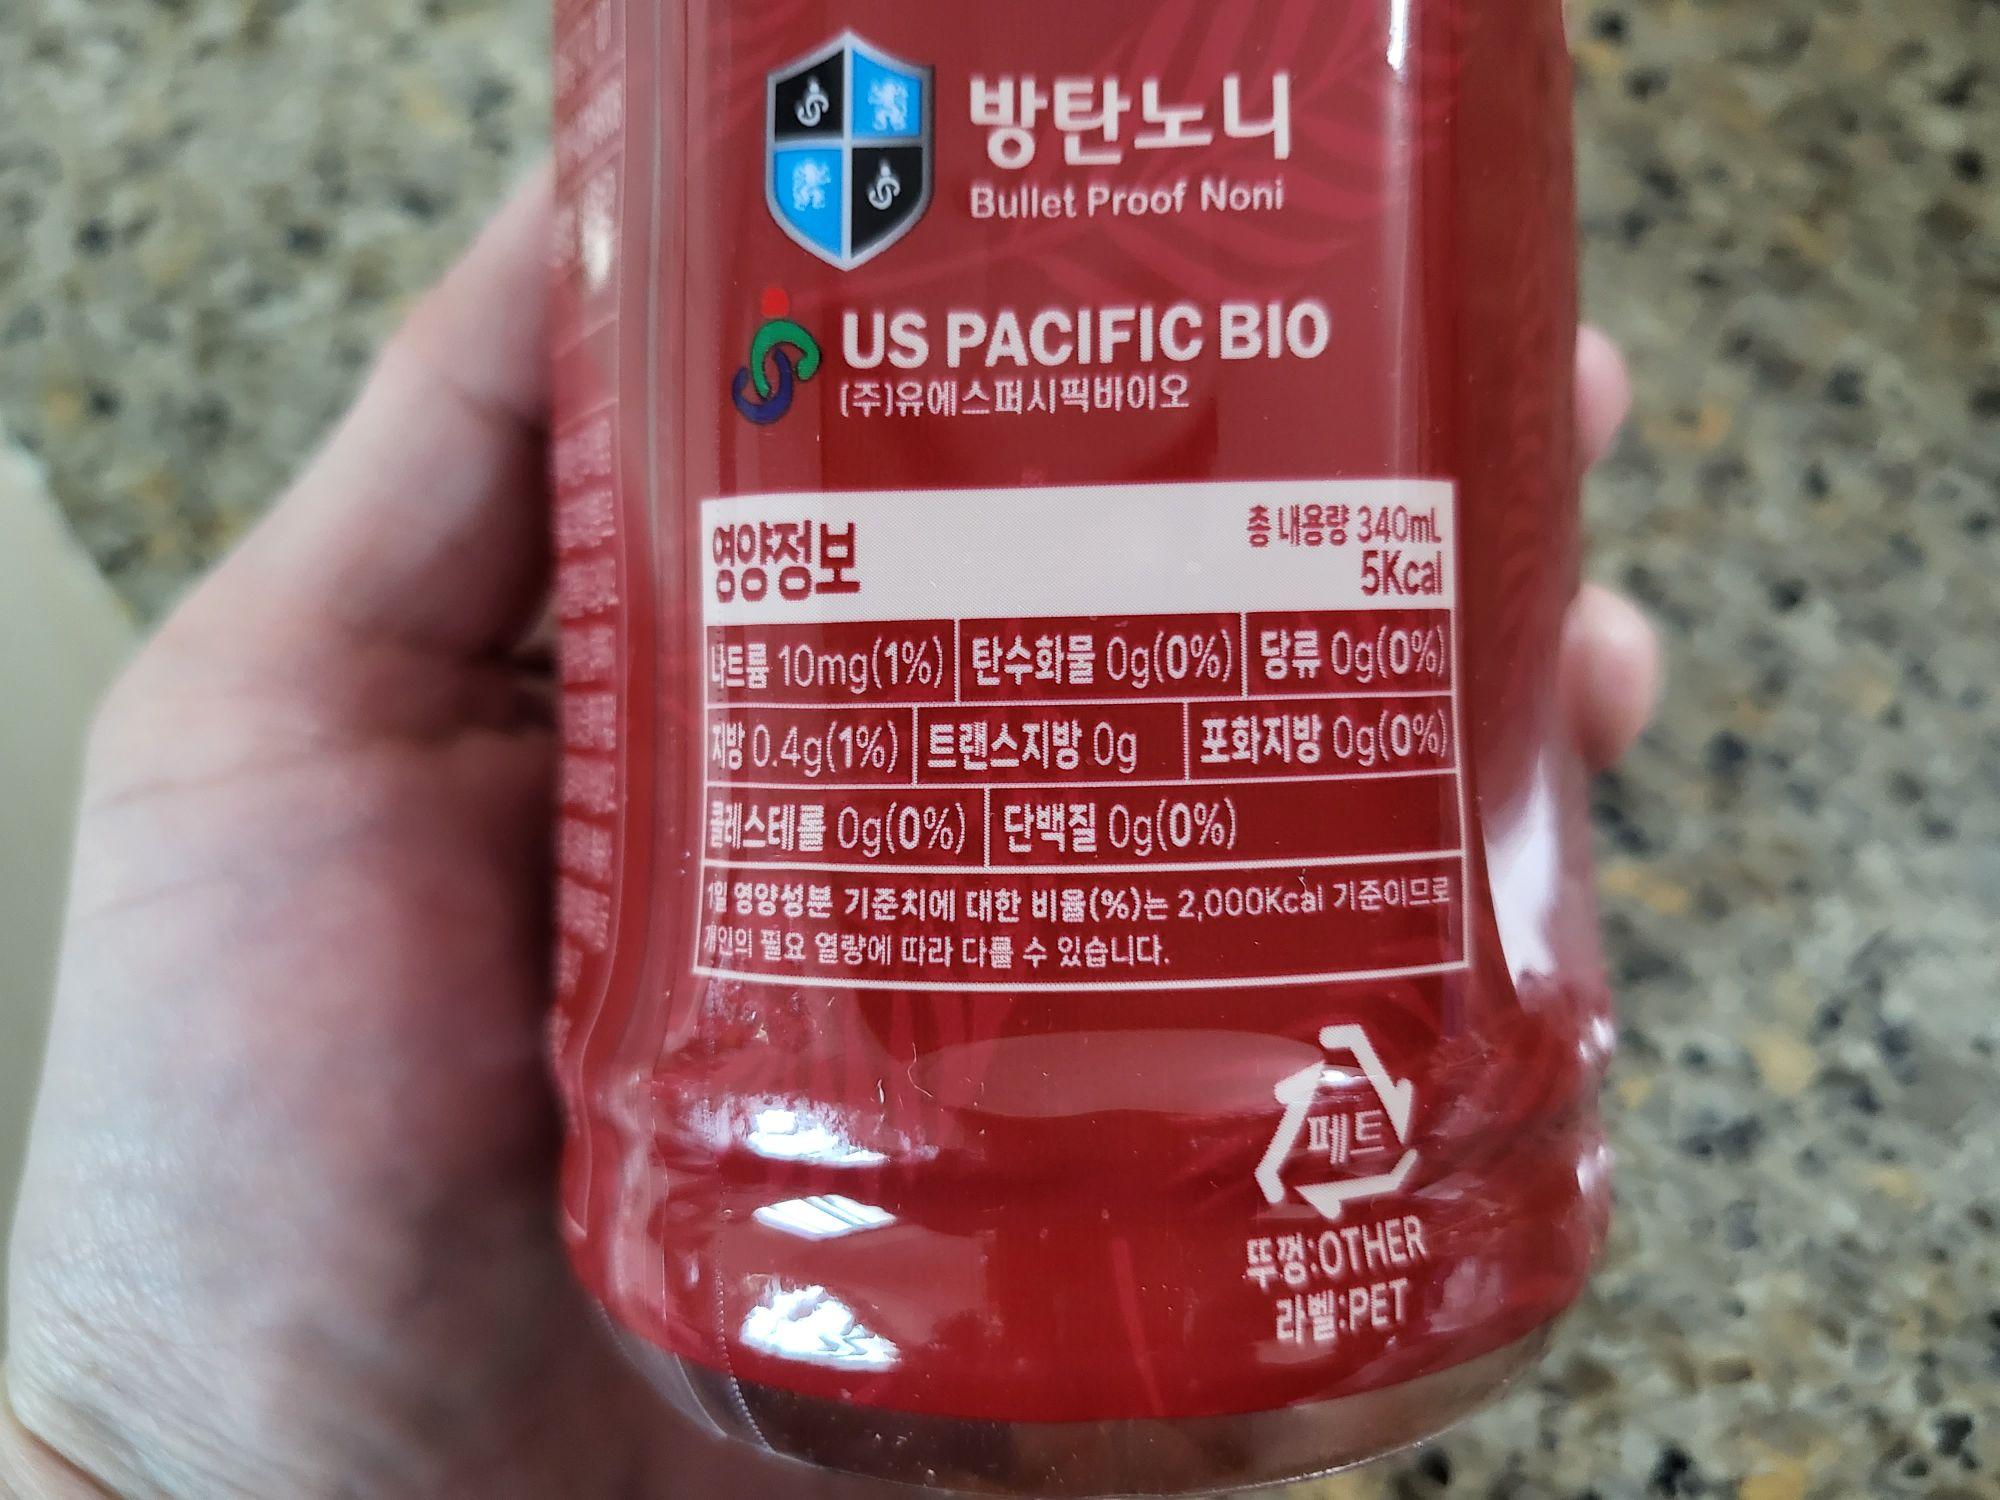 방탄노니
Bullet Proof Noni
US PACIFIC BIO
(주)유에스퍼시픽바이오
영양정보
총 내용량 340mL
5Kcal
나트륨 10mg(1%) 탄수화물 0g(0%) 당류 0g(0%)
지방 0.4g(1%) 트랜스지방 0g 포화지방 0g(0%)
콜레스테롤 0g(0%) 단백질 0g(0%)
1일 영양성분 기준치에 대한 비율(%)는 2,000Kcal 기준이므로
개인의 필요 열량에 따라 다를 수 있습니다.
페트
뚜껑:OTHER
라벨:PET